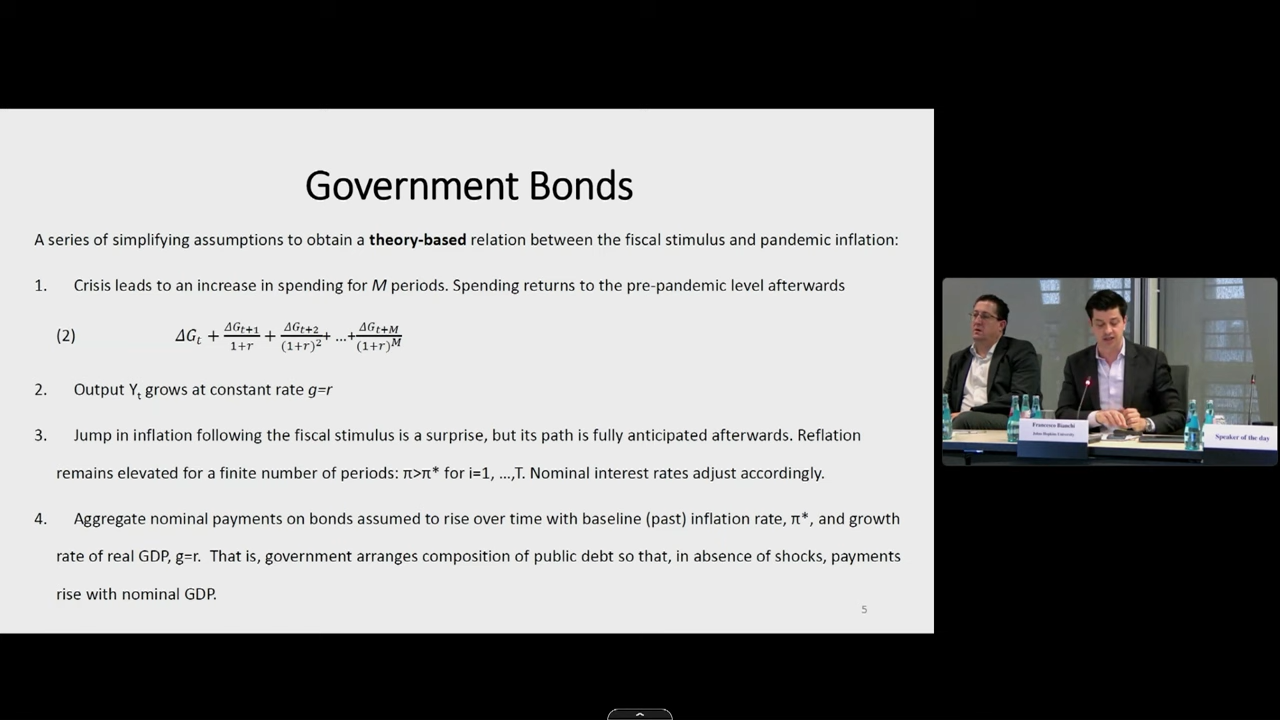 Government Bonds
A series of simplifying assumptions to obtain a theory-based relation between the fiscal stimulus and pandemic inflation:
1. Crisis leads to an increase in spending for M periods. Spending returns to the pre-pandemic level afterwards
(2) ΔG_t + ΔG_{t+1}/(1+r) + ΔG_{t+2}/(1+r)^2 + ...+ ΔG_{t+M}/(1+r)^M
2. Output Y_t grows at constant rate g=r
3. Jump in inflation following the fiscal stimulus is a surprise, but its path is fully anticipated afterwards. Reflation
remains elevated for a finite number of periods: π>π* for i=1, ...,T. Nominal interest rates adjust accordingly.
4. Aggregate nominal payments on bonds assumed to rise over time with baseline (past) inflation rate, π*, and growth
rate of real GDP, g=r. That is, government arranges composition of public debt so that, in absence of shocks, payments
rise with nominal GDP.
5
Francesco Bianchi
Johns Hopkins University
Speaker of the day